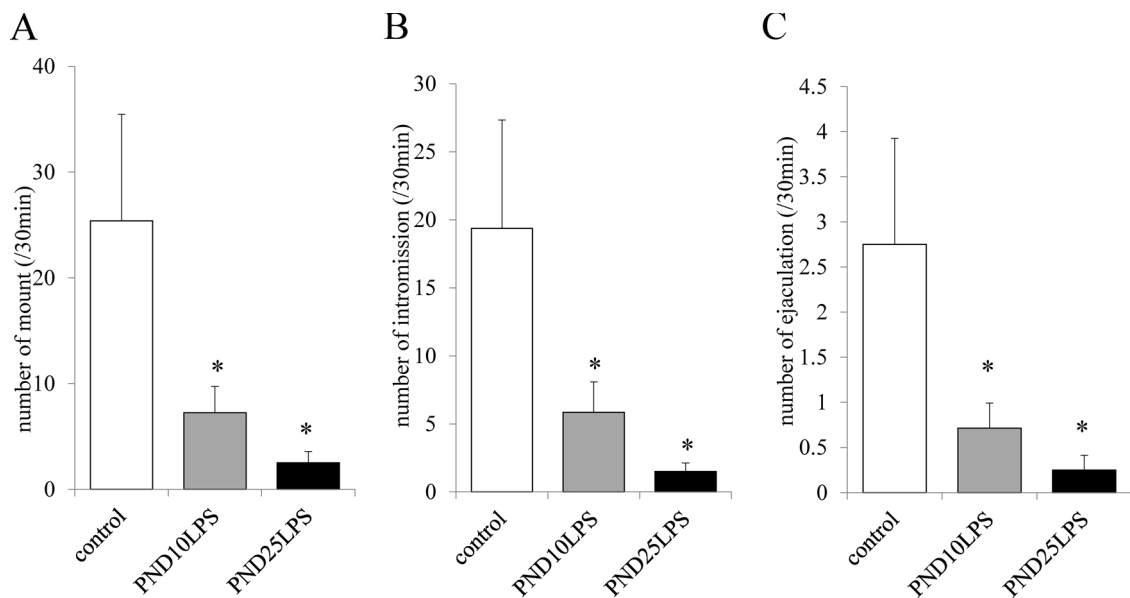 A
number of mount (/30min)
40
30
20
10
0
*
*
control
PND10LPS
PND25LPS
B
number of intromission (/30min)
30
25
20
15
10
5
0
*
*
control
PND10LPS
PND25LPS
C
number of ejaculation (/30min)
4.5
4
3.5
3
2.5
2
1.5
1
0.5
0
*
*
control
PND10LPS
PND25LPS